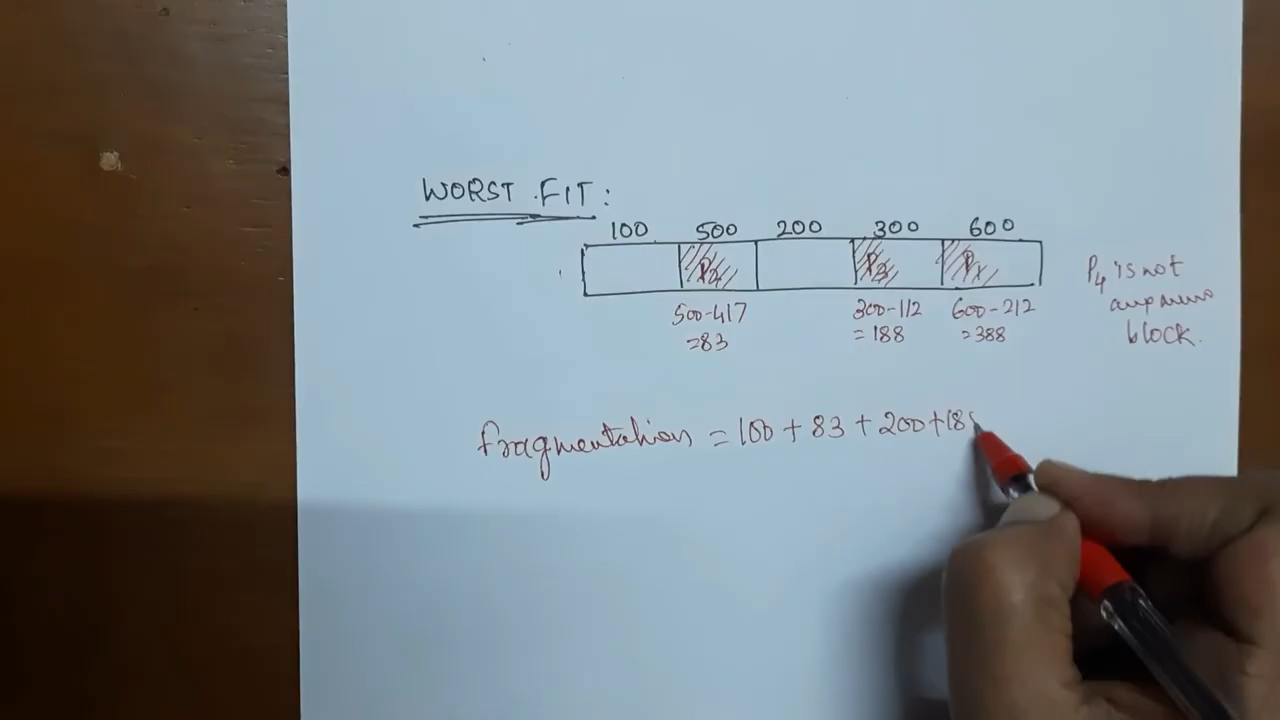 WORST FIT:
100 500 200 300 600
P2 P3 P1
500-417 300-112 600-212
=83 =188 =388
P4 is not
any memo
block.
fragmentation = 100 + 83 + 200 + 188